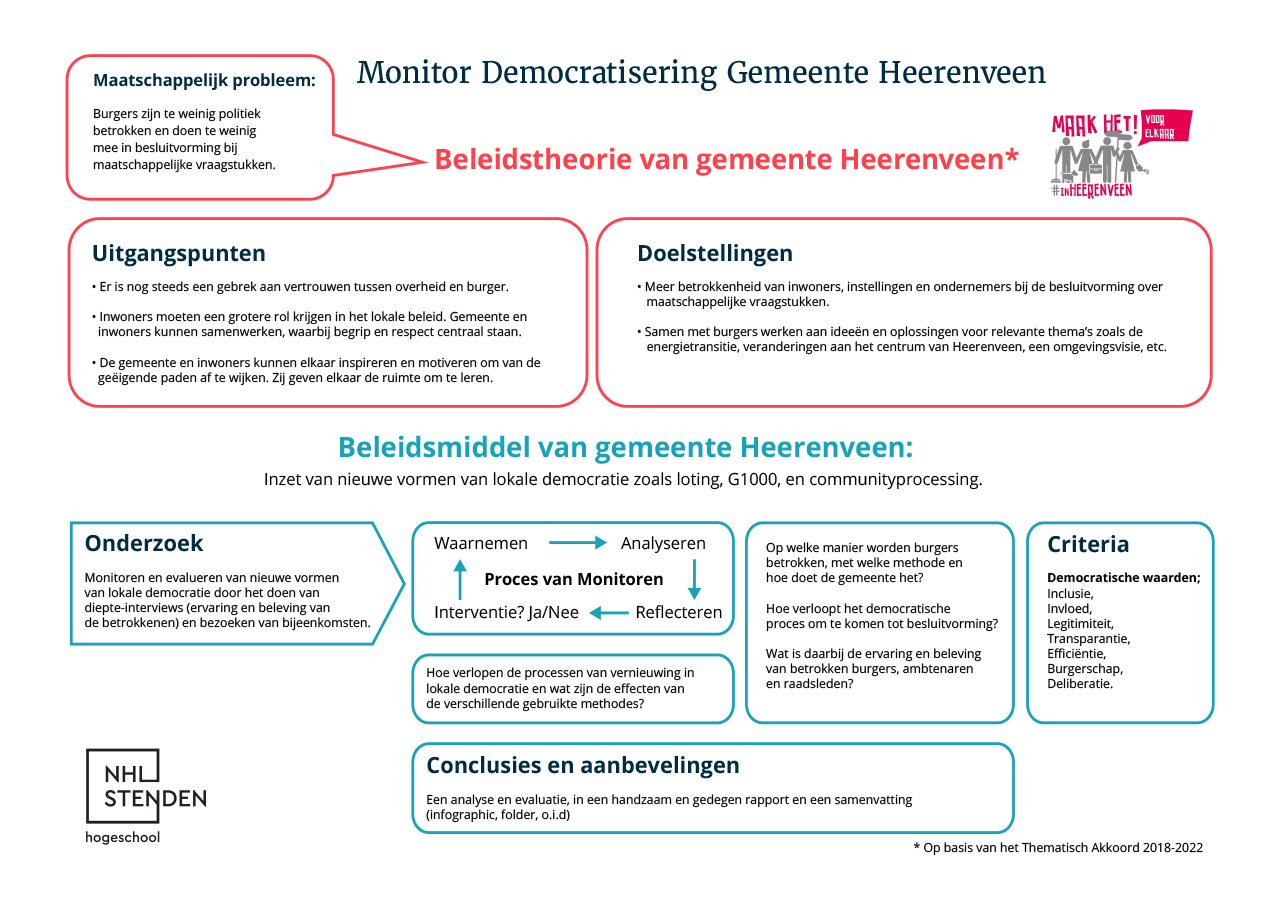 Maatschappelijk probleem:
Burgers zijn te weinig politiek
betrokken en doen te weinig
mee in besluitvorming bij
maatschappelijke vraagstukken.
Monitor Democratisering Gemeente Heerenveen
Beleidstheorie van gemeente Heerenveen*
MAAK HET!
VOOR
ELKAAR
#INHEERENVEEN
Uitgangspunten
• Er is nog steeds een gebrek aan vertrouwen tussen overheid en burger.
• Inwoners moeten een grotere rol krijgen in het lokale beleid. Gemeente en
inwoners kunnen samenwerken, waarbij begrip en respect centraal staan.
• De gemeente en inwoners kunnen elkaar inspireren en motiveren om van de
geëigende paden af te wijken. Zij geven elkaar de ruimte om te leren.
Doelstellingen
• Meer betrokkenheid van inwoners, instellingen en ondernemers bij de besluitvorming over
maatschappelijke vraagstukken.
• Samen met burgers werken aan ideeën en oplossingen voor relevante thema’s zoals de
energietransitie, veranderingen aan het centrum van Heerenveen, een omgevingsvisie, etc.
Beleidsmiddel van gemeente Heerenveen:
Inzet van nieuwe vormen van lokale democratie zoals loting, G1000, en communityprocessing.
Onderzoek
Monitoren en evalueren van nieuwe vormen
van lokale democratie door het doen van
diepte-interviews (ervaring en beleving van
de betrokkenen) en bezoeken van bijeenkomsten.
Waarnemen
Analyseren
Proces van Monitoren
Interventie? Ja/Nee
Reflecteren
Hoe verlopen de processen van vernieuwing in
lokale democratie en wat zijn de effecten van
de verschillende gebruikte methodes?
Op welke manier worden burgers
betrokken, met welke methode en
hoe doet de gemeente het?
Hoe verloopt het democratische
proces om te komen tot besluitvorming?
Wat is daarbij de ervaring en beleving
van betrokken burgers, ambtenaren
en raadsleden?
Criteria
Democratische waarden;
Inclusie,
Invloed,
Legitimiteit,
Transparantie,
Efficiëntie,
Burgerschap,
Deliberatie.
Conclusies en aanbevelingen
Een analyse en evaluatie, in een handzaam en gedegen rapport en een samenvatting
(infographic, folder, o.i.d)
NHL
STENDEN
hogeschool
* Op basis van het Thematisch Akkoord 2018-2022